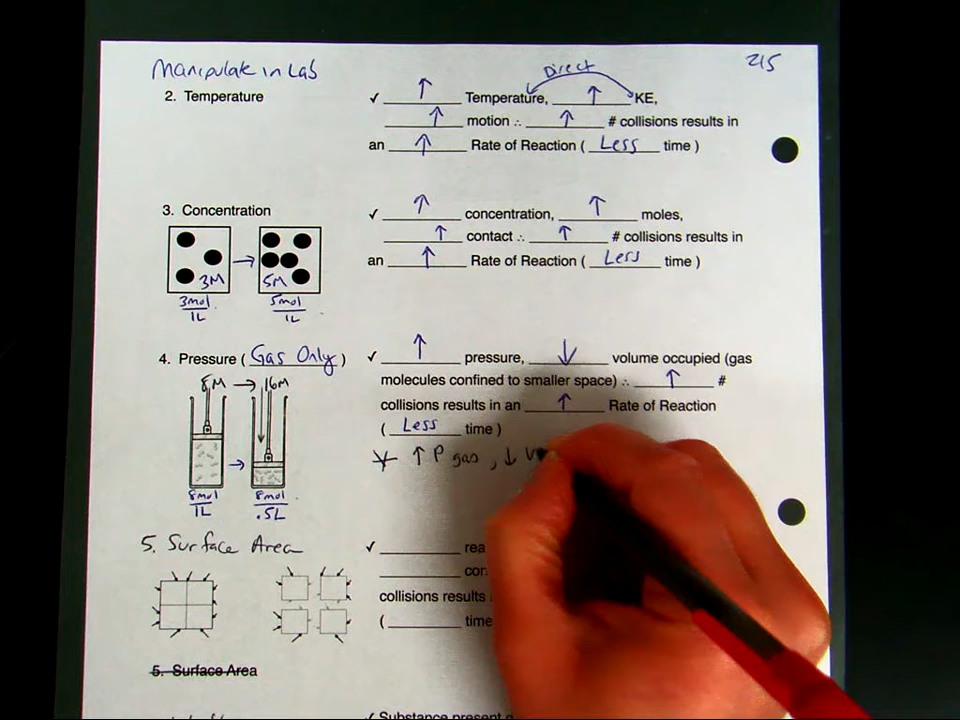 Manipulate in Lab
215
Direct
2. Temperature
✓ ↑ Temperature, ↑ KE,
↑ motion ∴ ↑ # collisions results in
an ↑ Rate of Reaction ( Less time )
3. Concentration
✓ ↑ concentration, ↑ moles,
↑ contact ∴ ↑ # collisions results in
an ↑ Rate of Reaction ( Less time )
3M → 5M
3mol/1L 5mol/1L
4. Pressure ( Gas Only )
✓ ↑ pressure, ↓ volume occupied (gas
molecules confined to smaller space) ∴ ↑ #
collisions results in an ↑ Rate of Reaction
( Less time )
8M → 16M
8mol/1L → 8mol/.5L
* ↑ P gas, ↓ V
5. Surface Area
✓
collisions results
( time
5. Surface Area
✓ Substance present